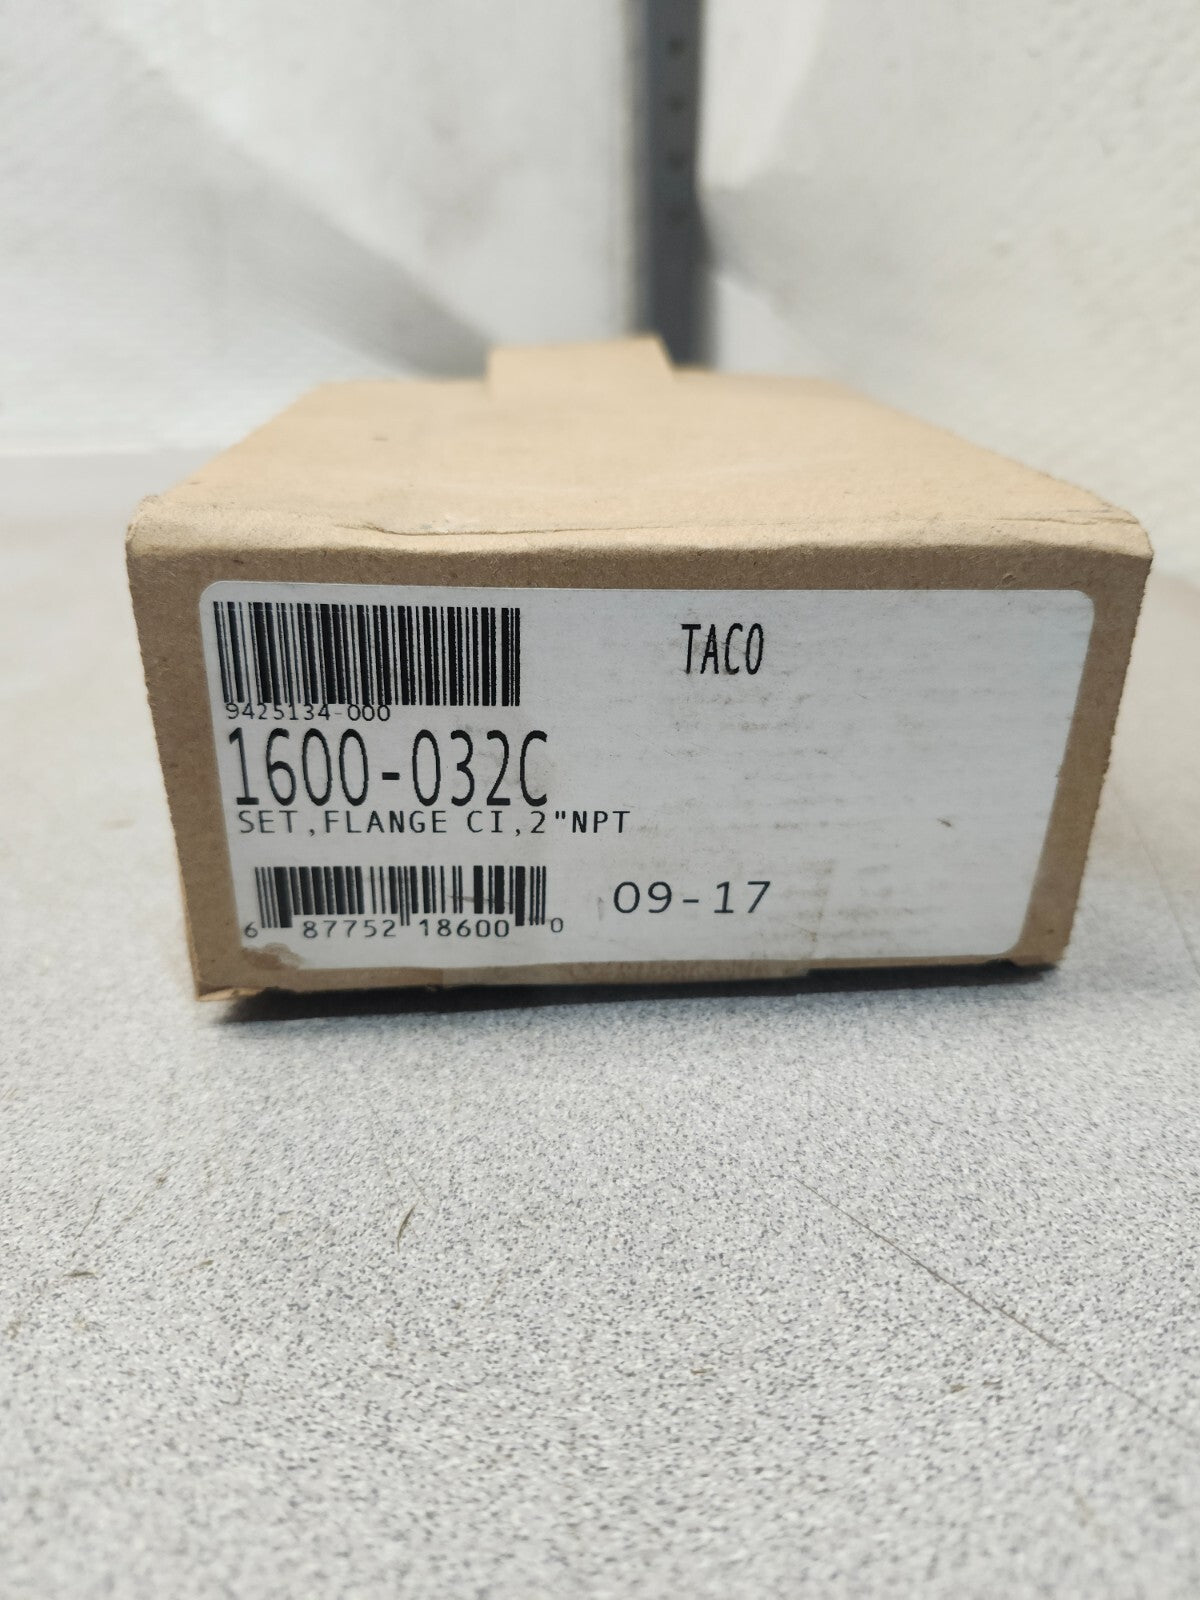 TACO
9425134-000
1600-032C
SET,FLANGE CI,2"NPT
6 87752 18600 0
09-17